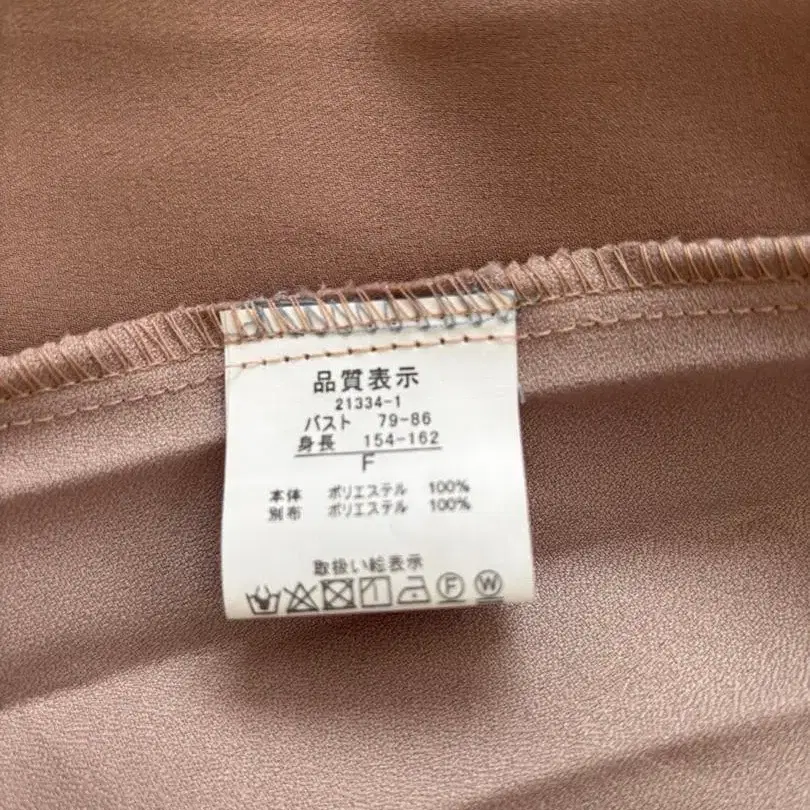 品質表示
21334-1
バスト 79-86
身長 154-162
F
本体 ポリエステル 100%
別布 ポリエステル 100%
取扱い絵表示
F W